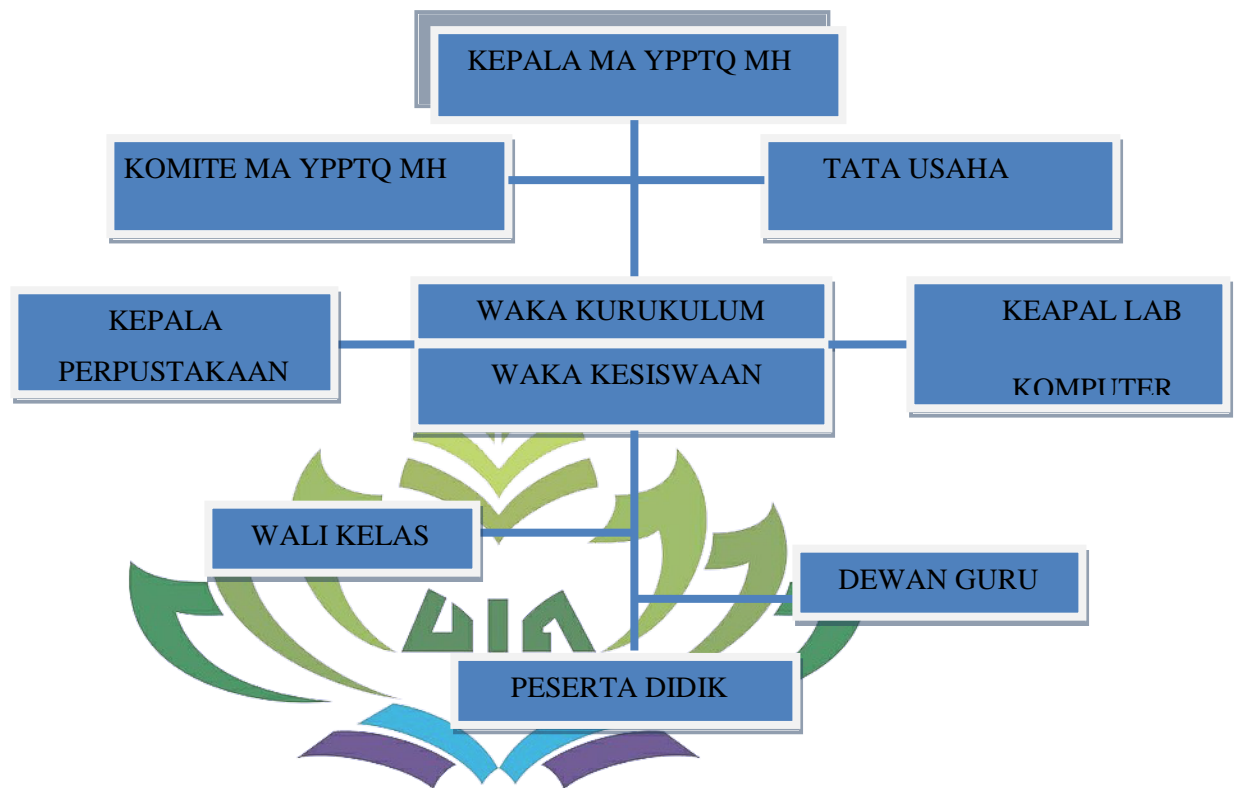 KEPALA MA YPPTQ MH
KOMITE MA YPPTQ MH
TATA USAHA
KEPALA
PERPUSTAKAAN
WAKA KURUKULUM
WAKA KESISWAAN
KEAPAL LAB
KOMPUTER
WALI KELAS
DEWAN GURU
UIN
PESERTA DIDIK